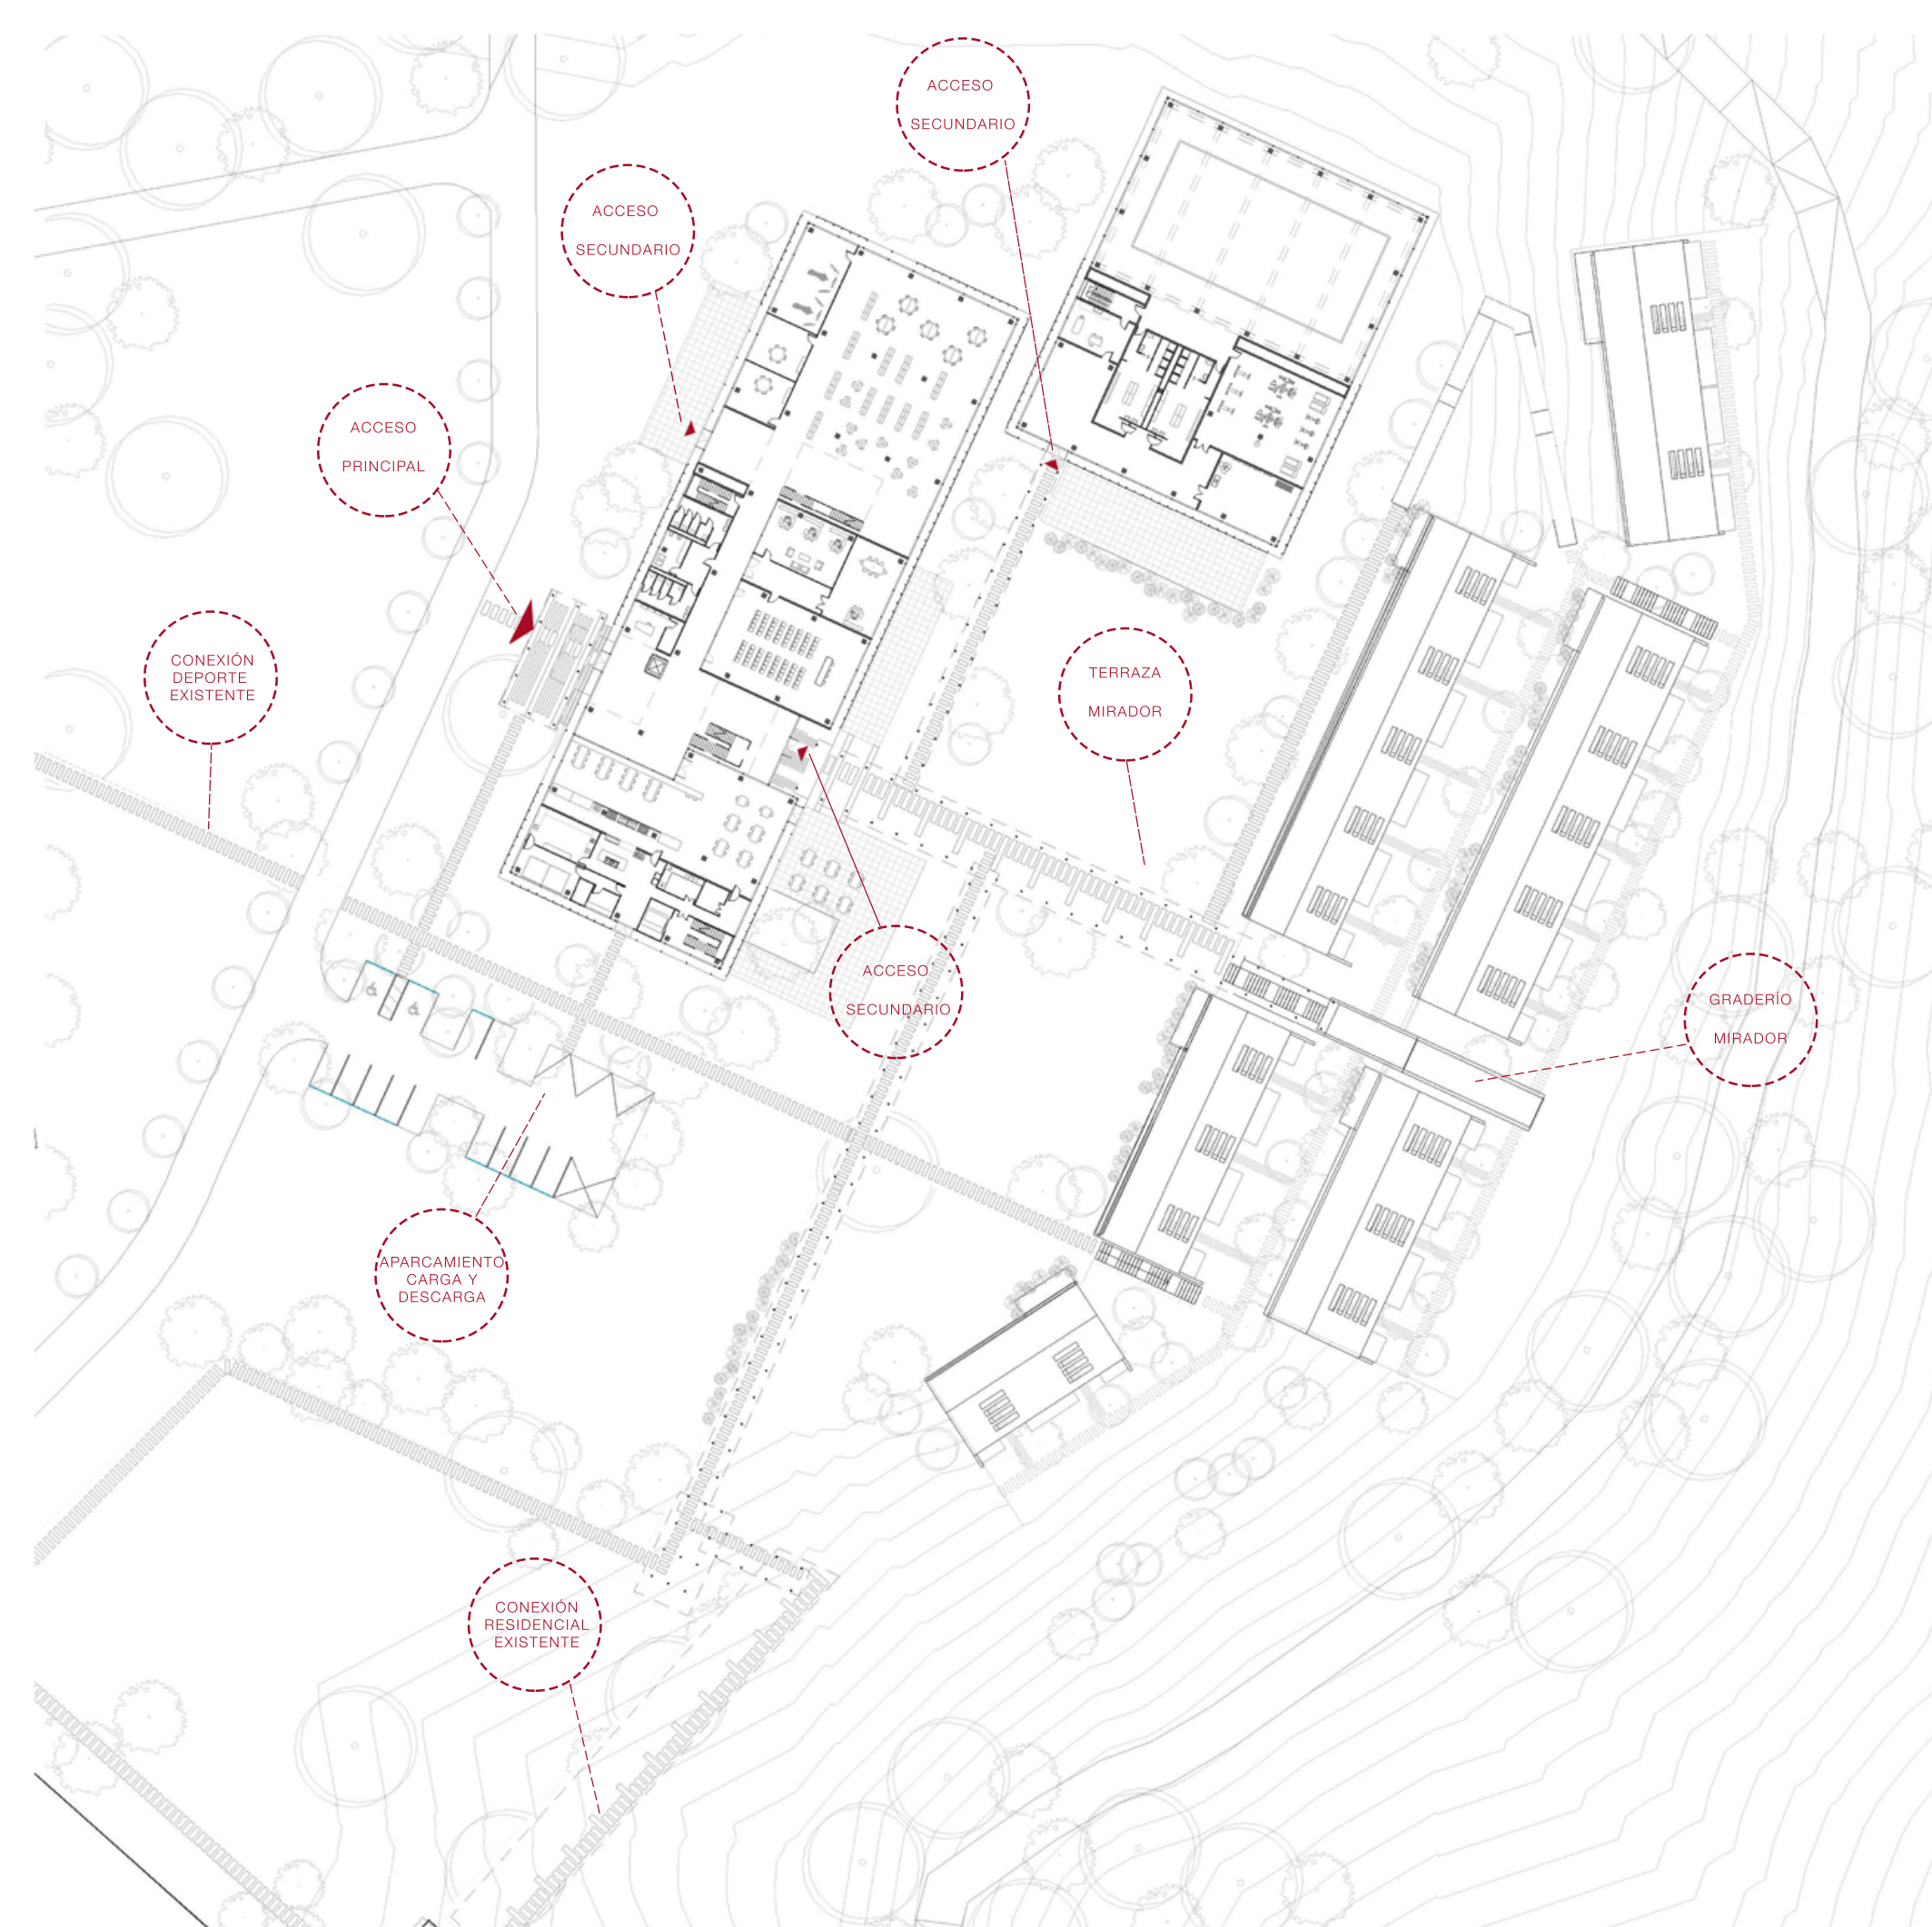 ACCESO
SECUNDARIO
ACCESO
SECUNDARIO
ACCESO
PRINCIPAL
CONEXIÓN
DEPORTE
EXISTENTE
TERRAZA
MIRADOR
ACCESO
SECUNDARIO
GRADERÍO
MIRADOR
APARCAMIENTO
CARGA Y
DESCARGA
CONEXIÓN
RESIDENCIAL
EXISTENTE